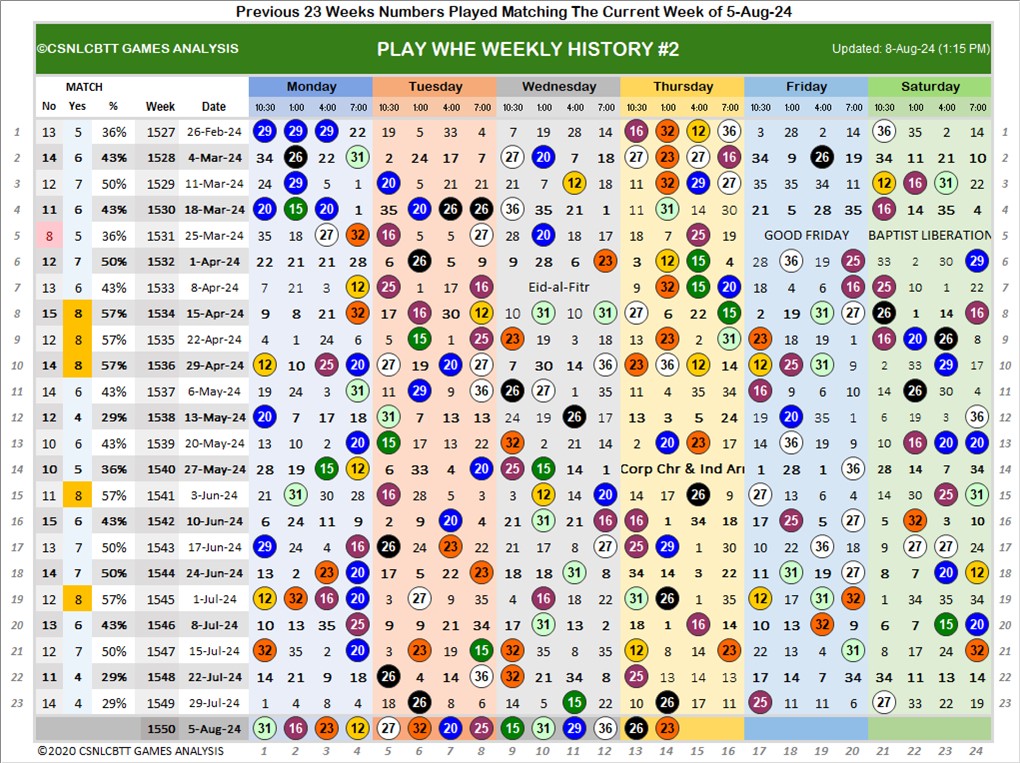 Previous 23 Weeks Numbers Played Matching The Current Week of 5-Aug-24
©CSNLCBTT GAMES ANALYSIS PLAY WHE WEEKLY HISTORY #2 Updated: 8-Aug-24 (1:15 PM)
MATCH Monday Tuesday Wednesday Thursday Friday Saturday
No Yes % Week Date 10:30 1:00 4:00 7:00 10:30 1:00 4:00 7:00 10:30 1:00 4:00 7:00 10:30 1:00 4:00 7:00 10:30 1:00 4:00 7:00 10:30 1:00 4:00 7:00
1 13 5 36% 1527 26-Feb-24 29 29 29 22 19 5 33 4 7 19 28 14 16 32 12 36 3 28 2 14 36 35 2 14 1
2 14 6 43% 1528 4-Mar-24 34 26 22 31 2 24 17 7 27 20 7 18 27 23 27 16 34 9 26 19 34 11 21 10 2
3 12 7 50% 1529 11-Mar-24 24 29 5 1 20 5 21 21 21 7 12 18 11 32 29 27 35 35 34 11 12 16 31 22 3
4 11 6 43% 1530 18-Mar-24 20 15 20 1 35 20 26 26 36 35 21 1 11 31 14 30 21 5 28 35 16 14 35 4 4
5 8 5 36% 1531 25-Mar-24 35 18 27 32 16 5 5 27 28 20 18 17 18 7 25 19 GOOD FRIDAY BAPTIST LIBERATION 5
6 12 7 50% 1532 1-Apr-24 22 21 21 28 6 26 5 9 9 28 6 23 3 12 15 4 28 36 19 25 33 2 30 29 6
7 13 6 43% 1533 8-Apr-24 7 21 3 12 25 1 17 16 Eid-al-Fitr 9 32 15 20 18 4 6 16 25 10 1 22 7
8 15 8 57% 1534 15-Apr-24 9 8 21 32 17 16 30 12 10 31 10 31 27 6 22 15 2 19 31 27 26 1 14 16 8
9 12 8 57% 1535 22-Apr-24 4 1 24 6 5 15 1 25 23 19 3 18 13 23 2 31 23 18 19 1 16 20 26 8 9
10 14 8 57% 1536 29-Apr-24 12 10 25 20 27 19 20 27 7 30 14 36 23 36 12 14 12 25 31 9 2 33 29 17 10
11 14 6 43% 1537 6-May-24 19 24 3 31 11 29 9 36 26 27 1 35 11 4 35 34 16 9 6 10 14 26 30 4 11
12 12 4 29% 1538 13-May-24 20 7 17 18 31 7 13 13 24 19 26 17 13 3 5 24 19 20 35 1 6 19 3 36 12
13 10 6 43% 1539 20-May-24 13 10 2 20 15 17 13 22 32 2 21 14 2 20 23 17 14 36 19 9 10 16 20 20 13
14 10 5 36% 1540 27-May-24 28 19 15 12 6 33 4 20 25 15 14 1 Corp Chr & Ind Arr 1 28 1 36 28 14 7 34 14
15 11 8 57% 1541 3-Jun-24 21 31 30 28 16 28 5 3 3 12 14 20 14 17 26 9 27 13 6 4 14 30 25 31 15
16 15 6 43% 1542 10-Jun-24 6 24 11 9 2 9 20 4 21 31 21 16 16 1 34 18 17 25 5 27 5 32 3 10 16
17 13 7 50% 1543 17-Jun-24 29 24 4 16 26 24 23 22 21 17 8 27 25 29 1 30 10 22 36 18 9 27 27 24 17
18 14 7 50% 1544 24-Jun-24 13 2 23 20 17 5 22 23 18 18 31 8 34 14 3 22 11 31 19 27 8 7 20 12 18
19 12 8 57% 1545 1-Jul-24 12 32 16 20 3 27 9 35 4 16 18 22 31 26 1 35 12 17 31 32 1 34 35 34 19
20 13 6 43% 1546 8-Jul-24 10 13 35 25 9 9 21 34 17 31 13 2 18 1 16 14 10 13 32 9 6 7 15 20 20
21 12 7 50% 1547 15-Jul-24 32 35 2 20 3 23 19 15 32 35 8 35 12 8 14 23 22 13 4 31 8 17 24 32 21
22 11 4 29% 1548 22-Jul-24 14 21 9 18 26 4 14 36 32 21 34 8 25 13 14 13 17 14 7 34 34 11 13 14 22
23 14 4 29% 1549 29-Jul-24 1 4 8 4 18 26 8 6 14 5 15 22 10 26 17 11 25 11 11 6 27 33 22 19 23
1550 5-Aug-24 31 16 23 12 27 32 20 25 15 31 29 36 26 23
©2020 CSNLCBTT GAMES ANALYSIS 1 2 3 4 5 6 7 8 9 10 11 12 13 14 15 16 17 18 19 20 21 22 23 24